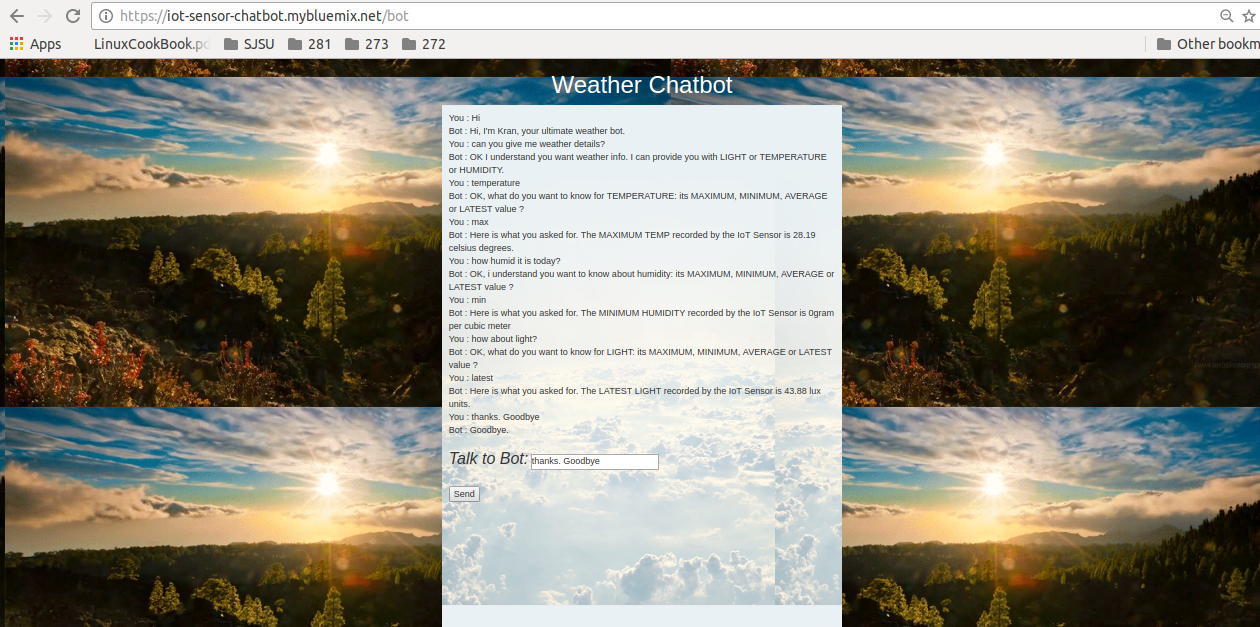 https://iot-sensor-chatbot.mybluemix.net/bot
Apps LinuxCookBook.pd SJSU 281 273 272 Other bookm
Weather Chatbot
You : Hi
Bot : Hi, I'm Kran, your ultimate weather bot.
You : can you give me weather details?
Bot : OK I understand you want weather info. I can provide you with LIGHT or TEMPERATURE
or HUMIDITY.
You : temperature
Bot : OK, what do you want to know for TEMPERATURE: its MAXIMUM, MINIMUM, AVERAGE
or LATEST value ?
You : max
Bot : Here is what you asked for. The MAXIMUM TEMP recorded by the IoT Sensor is 28.19
celsius degrees.
You : how humid it is today?
Bot : OK, i understand you want to know about humidity: its MAXIMUM, MINIMUM, AVERAGE or
LATEST value ?
You : min
Bot : Here is what you asked for. The MINIMUM HUMIDITY recorded by the IoT Sensor is 0gram
per cubic meter
You : how about light?
Bot : OK, what do you want to know for LIGHT: its MAXIMUM, MINIMUM, AVERAGE or LATEST
value ?
You : latest
Bot : Here is what you asked for. The LATEST LIGHT recorded by the IoT Sensor is 43.88 lux
units.
You : thanks. Goodbye
Bot : Goodbye.
Talk to Bot: thanks. Goodbye
Send